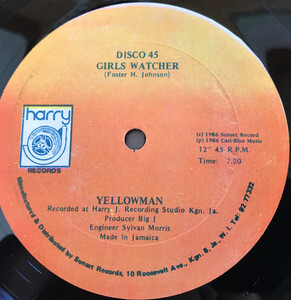 DISCO 45
GIRLS WATCHER
(Foster H. Johnson)
harry
J
RECORDS
(c) 1986 Sunset Record
(p) 1986 Cari-Blue Music
12" 45 R.P.M.
Time: 7.20
YELLOWMAN
Recorded at Harry J. Recording Studio Kgn. Ja.
Producer Big J
Engineer Sylvan Morris
Made in Jamaica
Manufactured & Distributed by Sunset Records, 10 Roosevelt Ave., Kgn. 6, Ja., W.I. Tel. 92-77332